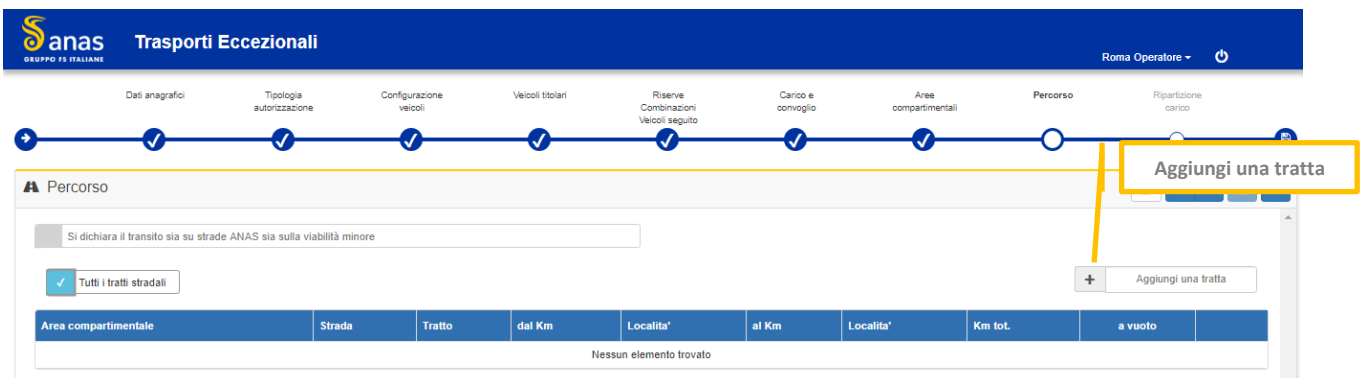 anas
GRUPPO FS ITALIANE
Trasporti Eccezionali
Roma Operatore
Dati anagrafici
Tipologia
autorizzazione
Configurazione
veicoli
Veicoli titolari
Riserve
Combinazioni
Veicoli seguito
Carico e
convoglio
Aree
compartimentali
Percorso
Ripartizione
carico
Aggiungi una tratta
Percorso
Si dichiara il transito sia su strade ANAS sia sulla viabilità minore
Tutti i tratti stradali
+ Aggiungi una tratta
Area compartimentale Strada Tratto dal Km Localita' al Km Localita' Km tot. a vuoto
Nessun elemento trovato